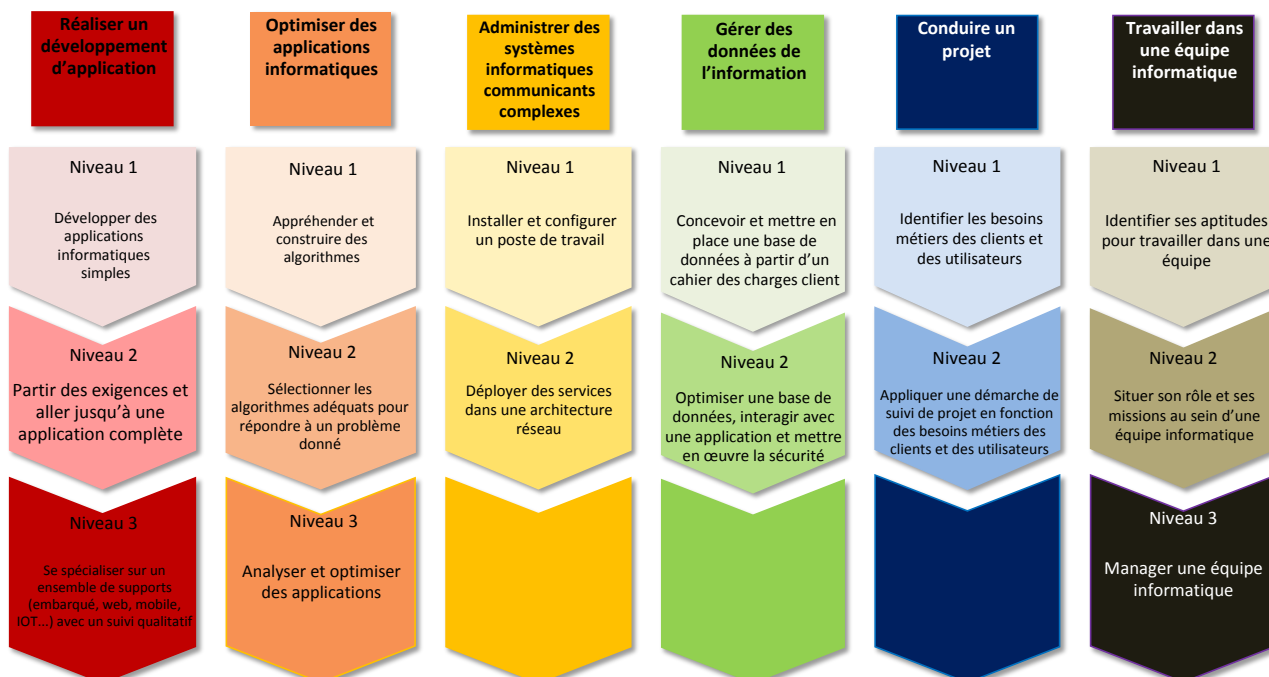 Réaliser un
développement
d'application
Optimiser des
applications
informatiques
Administrer des
systèmes
informatiques
communicants
complexes
Gérer des
données de
l'information
Conduire un
projet
Travailler dans
une équipe
informatique
Niveau 1
Développer des
applications
informatiques
simples
Niveau 1
Appréhender et
construire des
algorithmes
Niveau 1
Installer et configurer
un poste de travail
Niveau 1
Concevoir et mettre en
place une base de
données à partir d'un
cahier des charges client
Niveau 1
Identifier les besoins
métiers des clients et
des utilisateurs
Niveau 1
Identifier ses aptitudes
pour travailler dans une
équipe
Niveau 2
Partir des exigences et
aller jusqu'à une
application complète
Niveau 2
Sélectionner les
algorithmes adéquats pour
répondre à un problème
donné
Niveau 2
Déployer des services
dans une architecture
réseau
Niveau 2
Optimiser une base de
données, interagir avec
une application et mettre
en œuvre la sécurité
Niveau 2
Appliquer une démarche de
suivi de projet en fonction
des besoins métiers des
clients et des utilisateurs
Niveau 2
Situer son rôle et ses
missions au sein d'une
équipe informatique
Niveau 3
Se spécialiser sur un
ensemble de supports
(embarqué, web, mobile,
IOT...) avec un suivi qualitatif
Niveau 3
Analyser et optimiser
des applications
Niveau 3
Manager une équipe
informatique